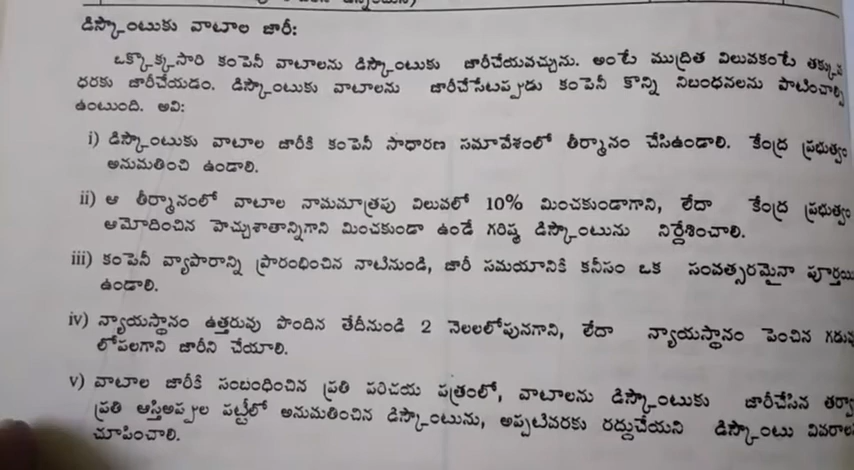 డిస్కౌంటుకు వాటాల జారీ:
ఒక్కొక్కసారి కంపెనీ వాటాలను డిస్కౌంటుకు జారీచేయవచ్చును. అంటే ముద్రిత విలువకంటే తక్కువ
ధరకు జారీచేయడం. డిస్కౌంటుకు వాటాలను జారీచేసేటప్పుడు కంపెనీ కొన్ని నిబంధనలను పాటించాల్సి
ఉంటుంది. అవి:
i) డిస్కౌంటుకు వాటాల జారీకి కంపెనీ సాధారణ సమావేశంలో తీర్మానం చేసిఉండాలి. కేంద్ర ప్రభుత్వం
అనుమతించి ఉండాలి.
ii) ఆ తీర్మానంలో వాటాల నామమాత్రపు విలువలో 10% మించకుండాగాని, లేదా కేంద్ర ప్రభుత్వం
ఆమోదించిన హెచ్చుశాతాన్నిగాని మించకుండా ఉండే గరిష్ఠ డిస్కౌంటును నిర్దేశించాలి.
iii) కంపెనీ వ్యాపారాన్ని ప్రారంభించిన నాటినుండి, జారీ సమయానికి కనీసం ఒక సంవత్సరమైనా పూర్తయి
ఉండాలి.
iv) న్యాయస్థానం ఉత్తరువు పొందిన తేదీనుండి 2 నెలలలోపునగాని, లేదా న్యాయస్థానం పెంచిన గడువు
లోపలగాని జారీని చేయాలి.
v) వాటాల జారీకి సంబంధించిన ప్రతి పరిచయ పత్రంలో, వాటాలను డిస్కౌంటుకు జారీచేసిన తర్వా
ప్రతి ఆస్తిఅప్పుల పట్టీలో అనుమతించిన డిస్కౌంటును, అప్పటివరకు రద్దుచేయని డిస్కౌంటు వివరాల
చూపించాలి.